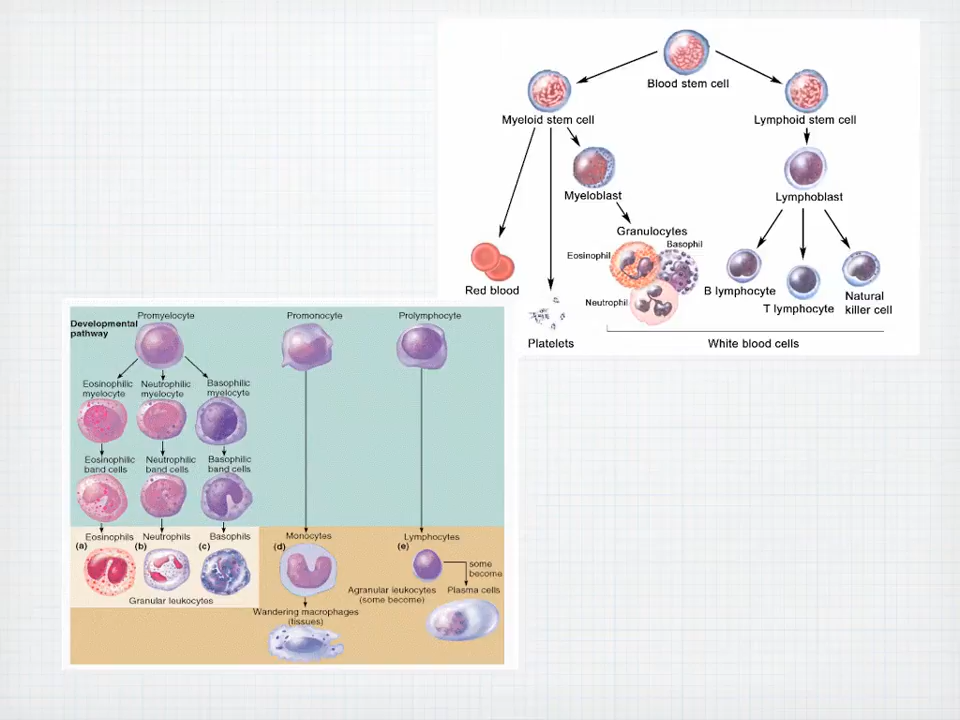 Blood stem cell
Myeloid stem cell
Lymphoid stem cell
Myeloblast
Lymphoblast
Granulocytes
Basophil
Eosinophil
Neutrophil
Red blood
B lymphocyte
T lymphocyte
Natural
killer cell
Platelets
White blood cells
Developmental
pathway
Promyelocyte
Promonocyte
Prolymphocyte
Eosinophilic
myelocyte
Neutrophilic
myelocyte
Basophilic
myelocyte
Eosinophilic
band cells
Neutrophilic
band cells
Basophilic
band cells
Eosinophils
Neutrophils
Basophils
Monocytes
Lymphocytes
(a)
(b)
(c)
(d)
(e)
some
become
Agranular leukocytes
(some become)
Plasma cells
Granular leukocytes
Wandering macrophages
(tissues)